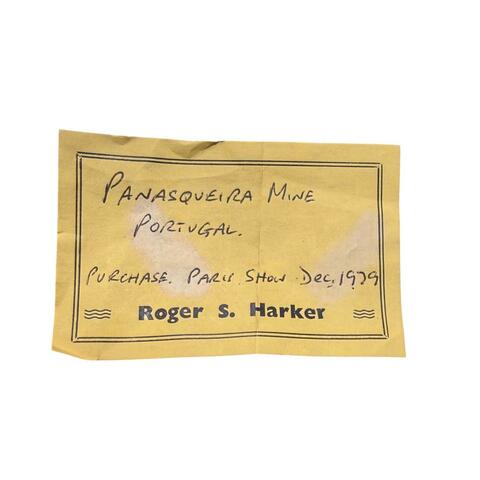 PANASQUEIRA MINE
PORTUGAL.
PURCHASE. PARIS SHOW DEC, 1979
Roger S. Harker